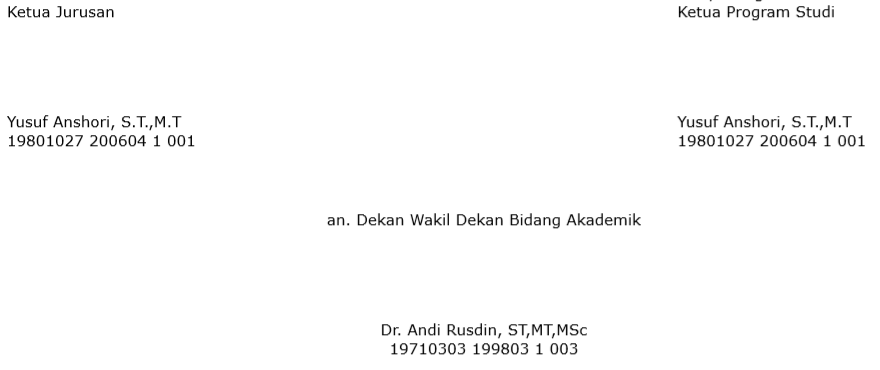 Ketua Jurusan
Ketua Program Studi
Yusuf Anshori, S.T.,M.T
Yusuf Anshori, S.T.,M.T
19801027 200604 1 001
19801027 200604 1 001
an. Dekan Wakil Dekan Bidang Akademik
Dr. Andi Rusdin, ST,MT,MSc
19710303 199803 1 003